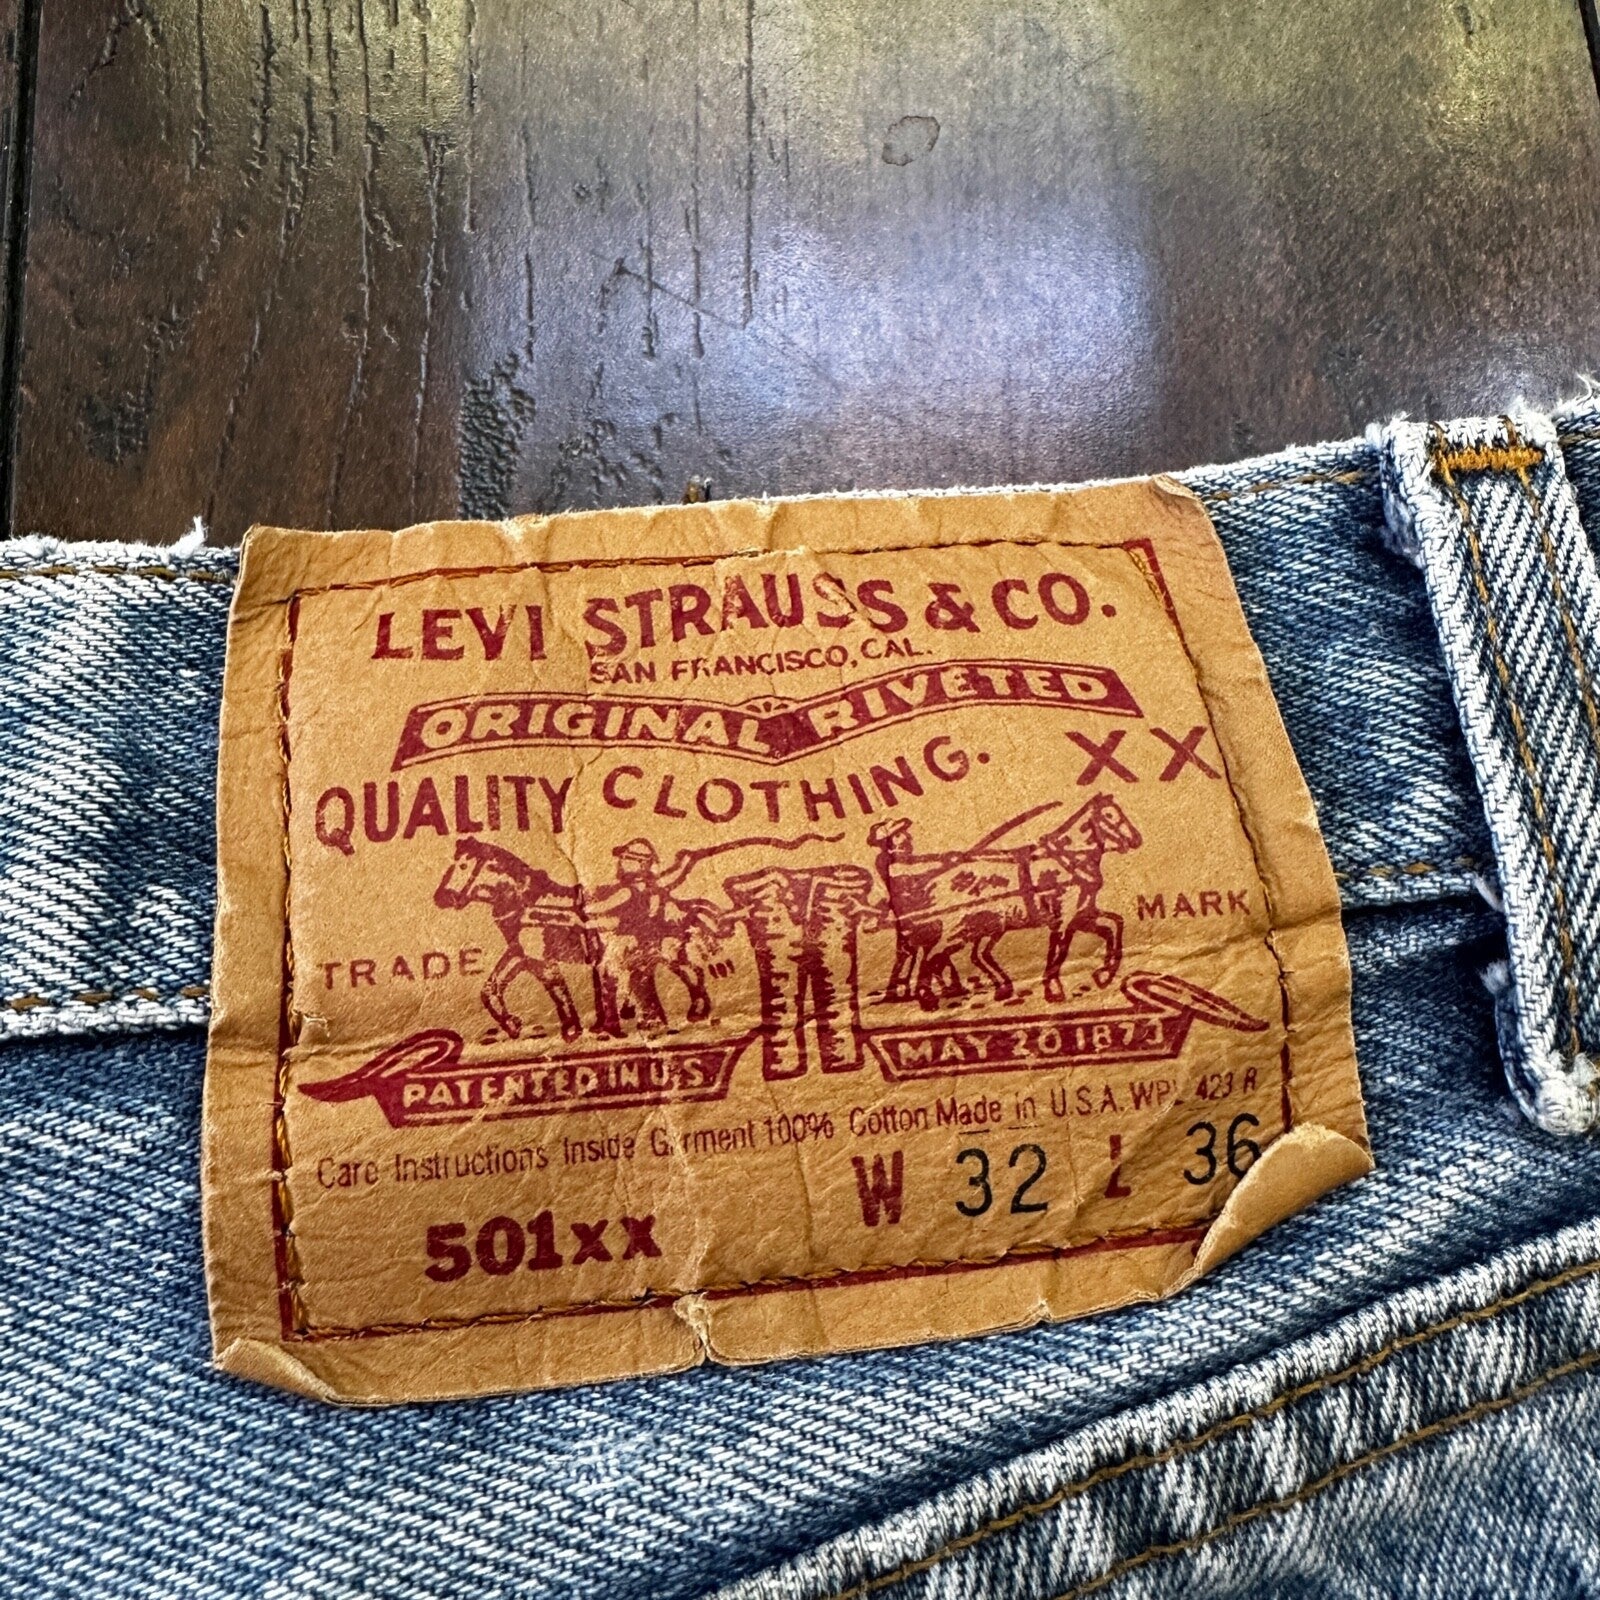 LEVI STRAUSS & CO.
SAN FRANCISCO, CAL.
ORIGINAL RIVETED
QUALITY CLOTHING. XX
TRADE MARK
PATENTED IN U.S. MAY 20 1873
Care Instructions Inside Garment 100% Cotton Made in U.S.A. WPL 423 R
W 32 L 36
501xx